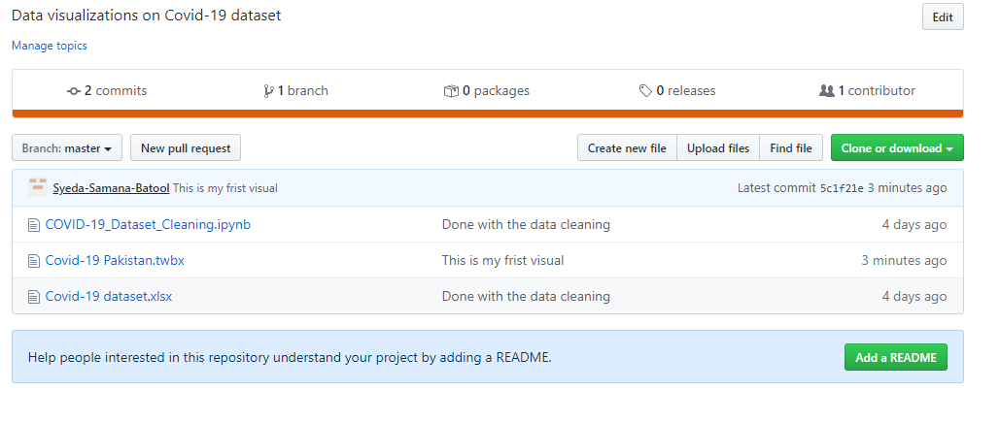 Data visualizations on Covid-19 dataset Edit
Manage topics
2 commits 1 branch 0 packages 0 releases 1 contributor
Branch: master New pull request Create new file Upload files Find file Clone or download
Syeda-Samana-Batool This is my frist visual Latest commit 5c1f21e 3 minutes ago
COVID-19_Dataset_Cleaning.ipynb Done with the data cleaning 4 days ago
Covid-19 Pakistan.twbx This is my frist visual 3 minutes ago
Covid-19 dataset.xlsx Done with the data cleaning 4 days ago
Help people interested in this repository understand your project by adding a README. Add a README